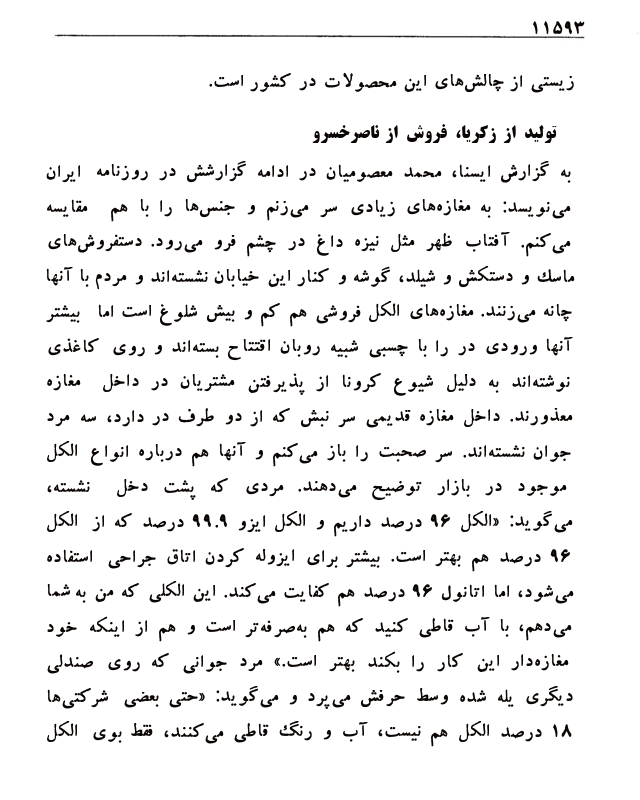 ۱۱۵۹۳
زیستی از چالش‌های این محصولات در کشور است.
تولید از زکریا، فروش از ناصرخسرو
به گزارش ایسنا، محمد معصومیان در ادامه گزارشش در روزنامه ایران
می‌نویسد: به مغازه‌های زیادی سر می‌زنم و جنس‌ها را با هم مقایسه
می‌کنم. آفتاب ظهر مثل نیزه داغ در چشم فرو می‌رود. دستفروش‌های
ماسک و دستکش و شیلد، گوشه و کنار این خیابان نشسته‌اند و مردم با آنها
چانه می‌زنند. مغازه‌های الکل فروشی هم کم و بیش شلوغ است اما بیشتر
آنها ورودی در را با چسبی شبیه روبان اقتتاح بسته‌اند و روی کاغذی
نوشته‌اند به دلیل شیوع کرونا از پذیرفتن مشتریان در داخل مغازه
معذورند. داخل مغازه قدیمی سر نبش که از دو طرف در دارد، سه مرد
جوان نشسته‌اند. سر صحبت را باز می‌کنم و آنها هم درباره انواع الکل
موجود در بازار توضیح می‌دهند. مردی که پشت دخل نشسته،
می‌گوید: «الکل ۹۶ درصد داریم و الکل ایزو ۹۹.۹ درصد که از الکل
۹۶ درصد هم بهتر است. بیشتر برای ایزوله کردن اتاق جراحی استفاده
می‌شود، اما اتانول ۹۶ درصد هم کفایت می‌کند. این الکلی که من به شما
می‌دهم، با آب قاطی کنید که هم به‌صرفه‌تر است و هم از اینکه خود
مغازه‌دار این کار را بکند بهتر است.» مرد جوانی که روی صندلی
دیگری یله شده وسط حرفش می‌پرد و می‌گوید: «حتی بعضی شرکتی‌ها
۱۸ درصد الکل هم نیست، آب و رنگ قاطی می‌کنند، فقط بوی الکل